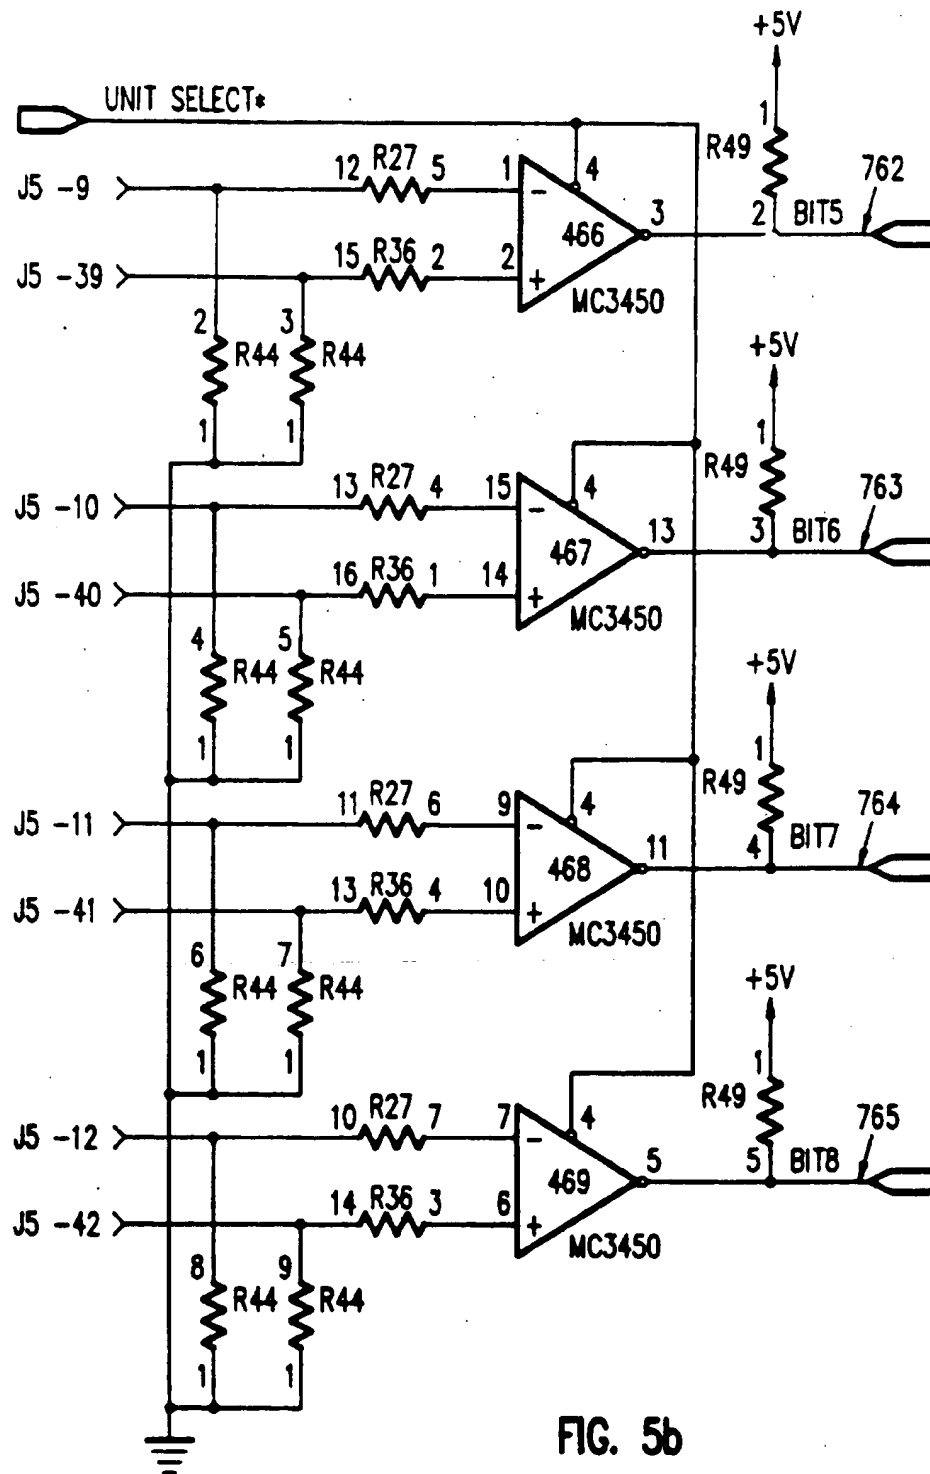 +5V
UNIT SELECT*
1
R49
J5 -9 12 R27 5 1 - 4 762
466 3 2 BIT5
J5 -39 15 R36 2 2 +
MC3450
2 R44 3 R44
+5V
1 1
1
R49
J5 -10 13 R27 4 15 - 4 763
467 13 3 BIT6
J5 -40 16 R36 1 14 +
MC3450
4 R44 5 R44
+5V
1 1
1
R49
J5 -11 11 R27 6 9 - 4 764
468 11 4 BIT7
J5 -41 13 R36 4 10 +
MC3450
6 R44 7 R44
+5V
1 1
1
R49
J5 -12 10 R27 7 7 - 4 765
469 5 5 BIT8
J5 -42 14 R36 3 6 +
MC3450
8 R44 9 R44
1 1
FIG. 5b